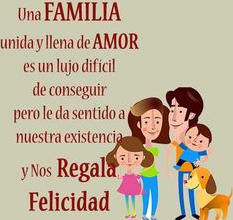 Una FAMILIA
unida y llena de AMOR
es un lujo difícil
de conseguir
pero le da sentido a
nuestra existencia
y Nos Regala
Felicidad